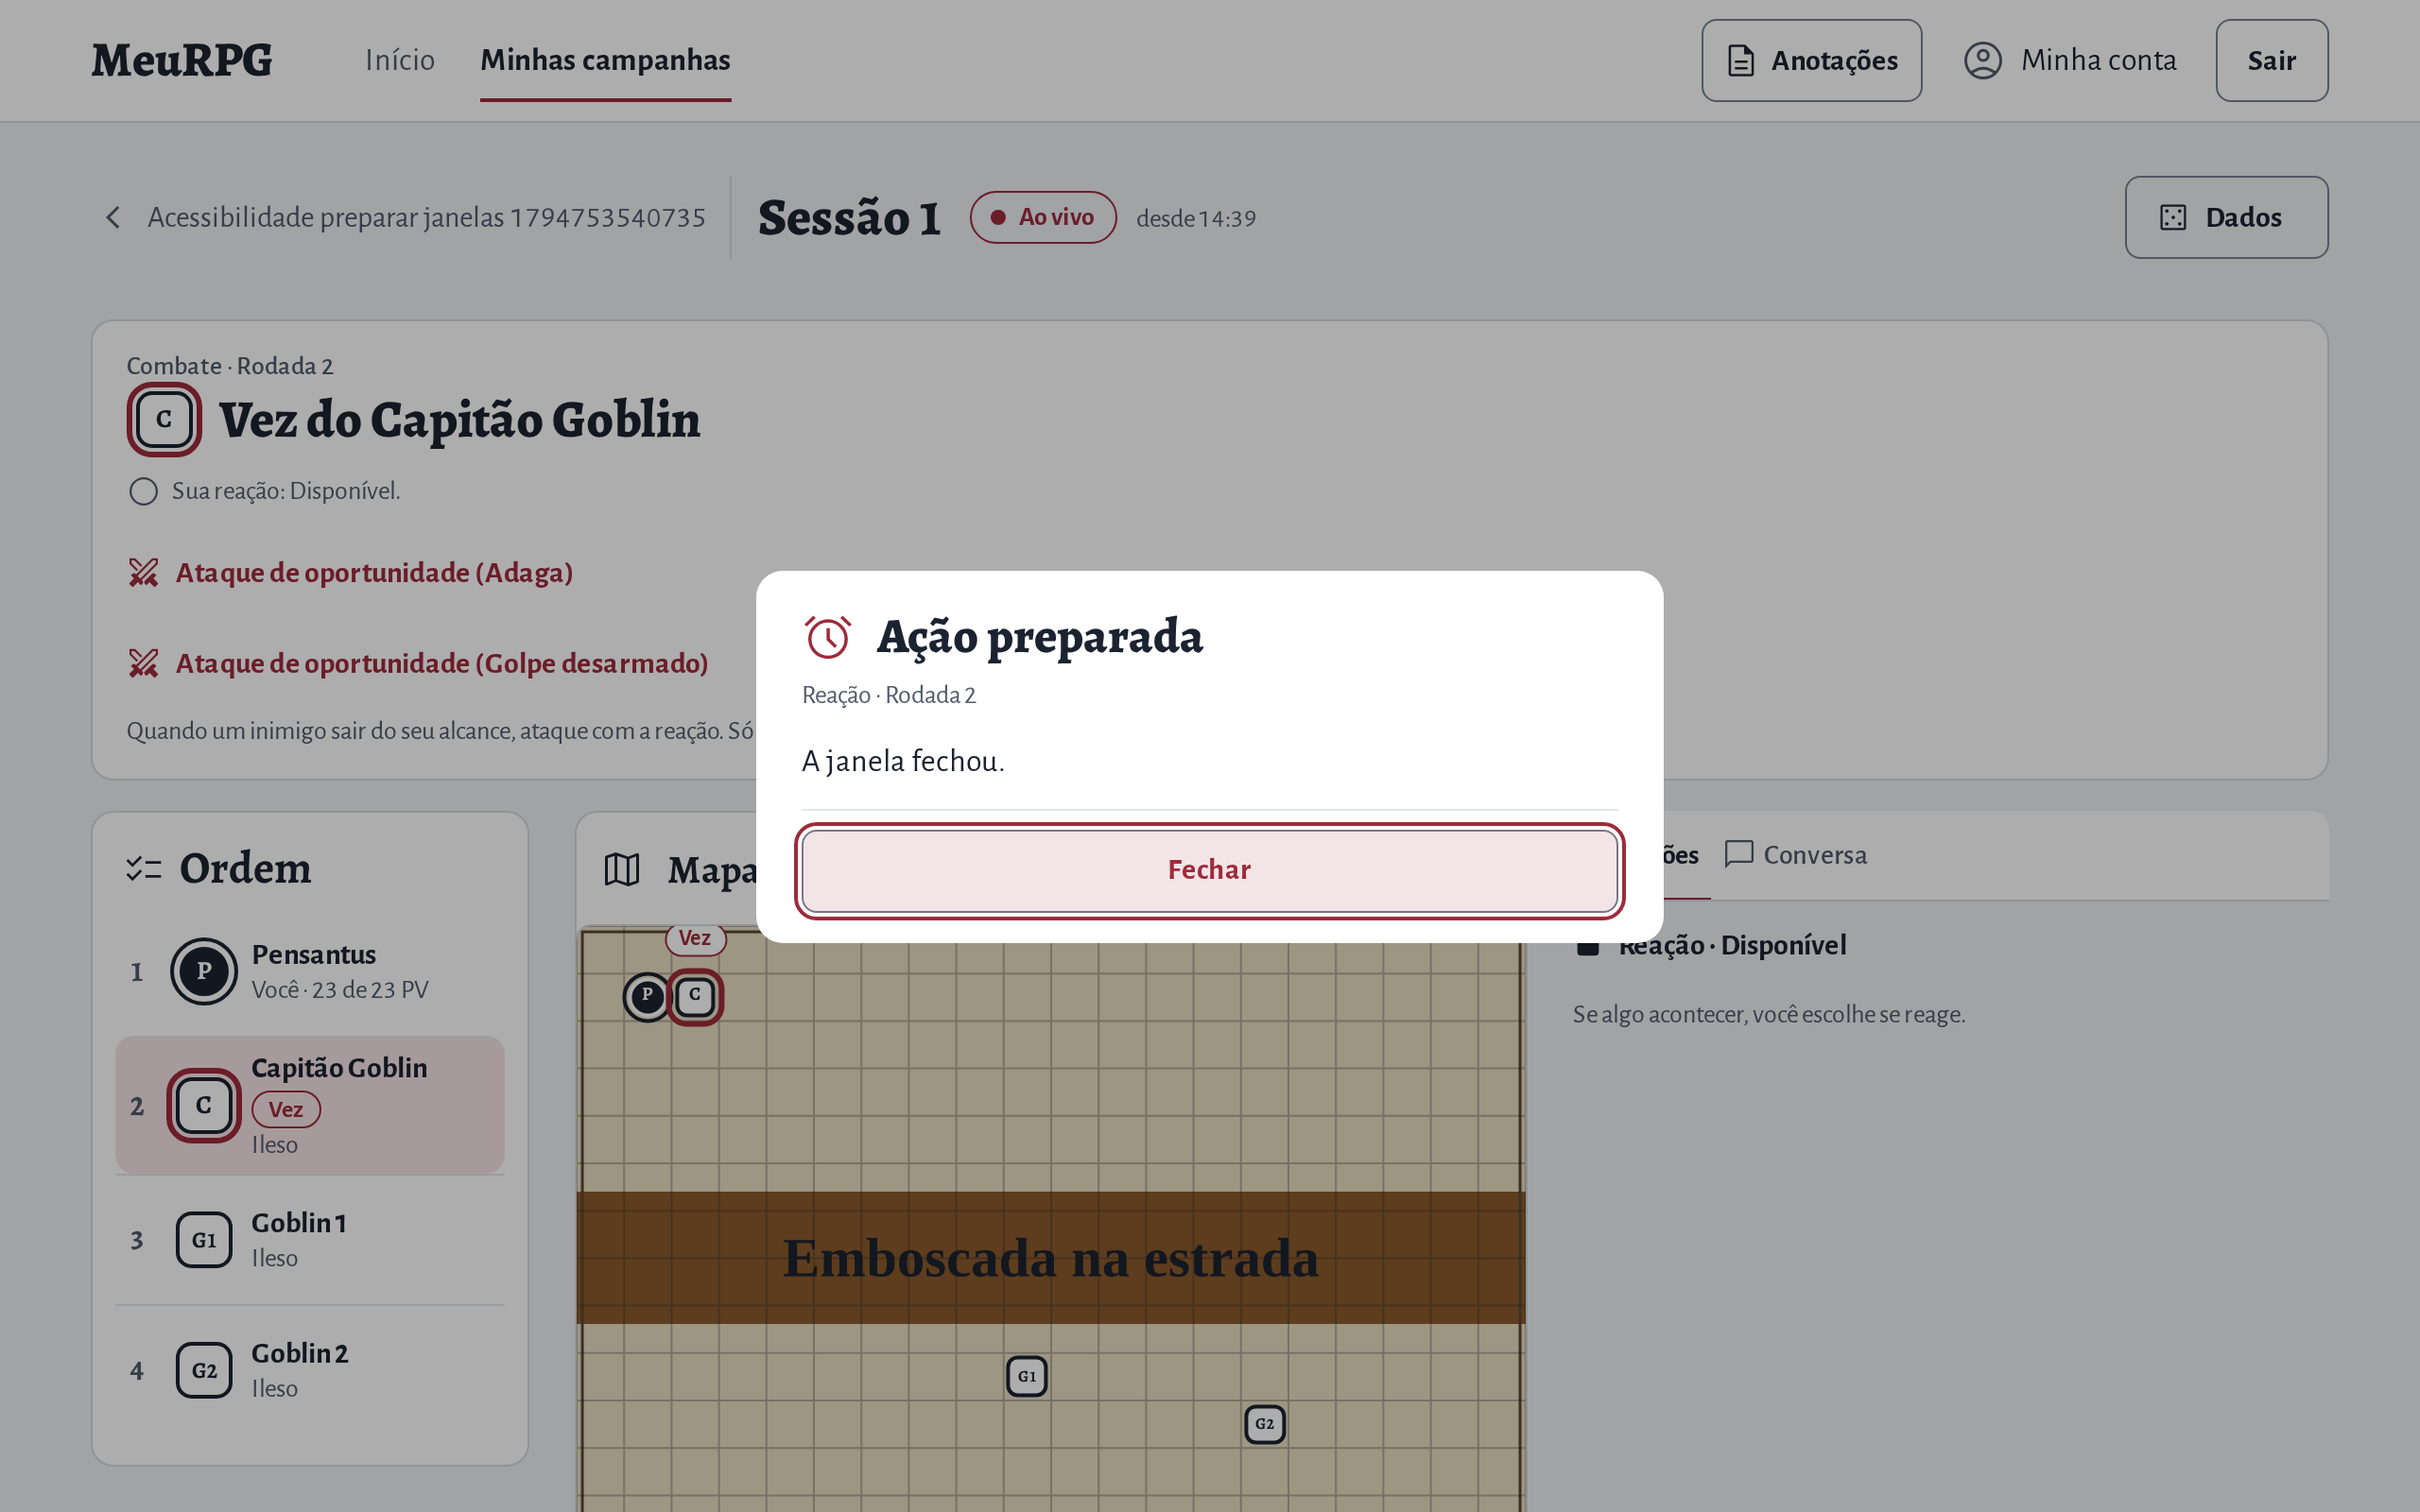 MeuRPG
Início
Minhas campanhas
Anotações
Minha conta
Sair
Acessibilidade preparar janelas 1794753540735
Sessão 1
Ao vivo
desde 14:39
Dados
Combate · Rodada 2
C
Vez do Capitão Goblin
Sua reação: Disponível.
Ataque de oportunidade (Adaga)
Ataque de oportunidade (Golpe desarmado)
Quando um inimigo sair do seu alcance, ataque com a reação. Só
Ação preparada
Reação · Rodada 2
A janela fechou.
Fechar
Ordem
1
P
Pensantus
Você · 23 de 23 PV
2
C
Capitão Goblin
Vez
Ileso
3
G1
Goblin 1
Ileso
4
G2
Goblin 2
Ileso
Mapa
Vez
P
C
Emboscada na estrada
G1
G2
Conversa
Reação · Disponível
Se algo acontecer, você escolhe se reage.